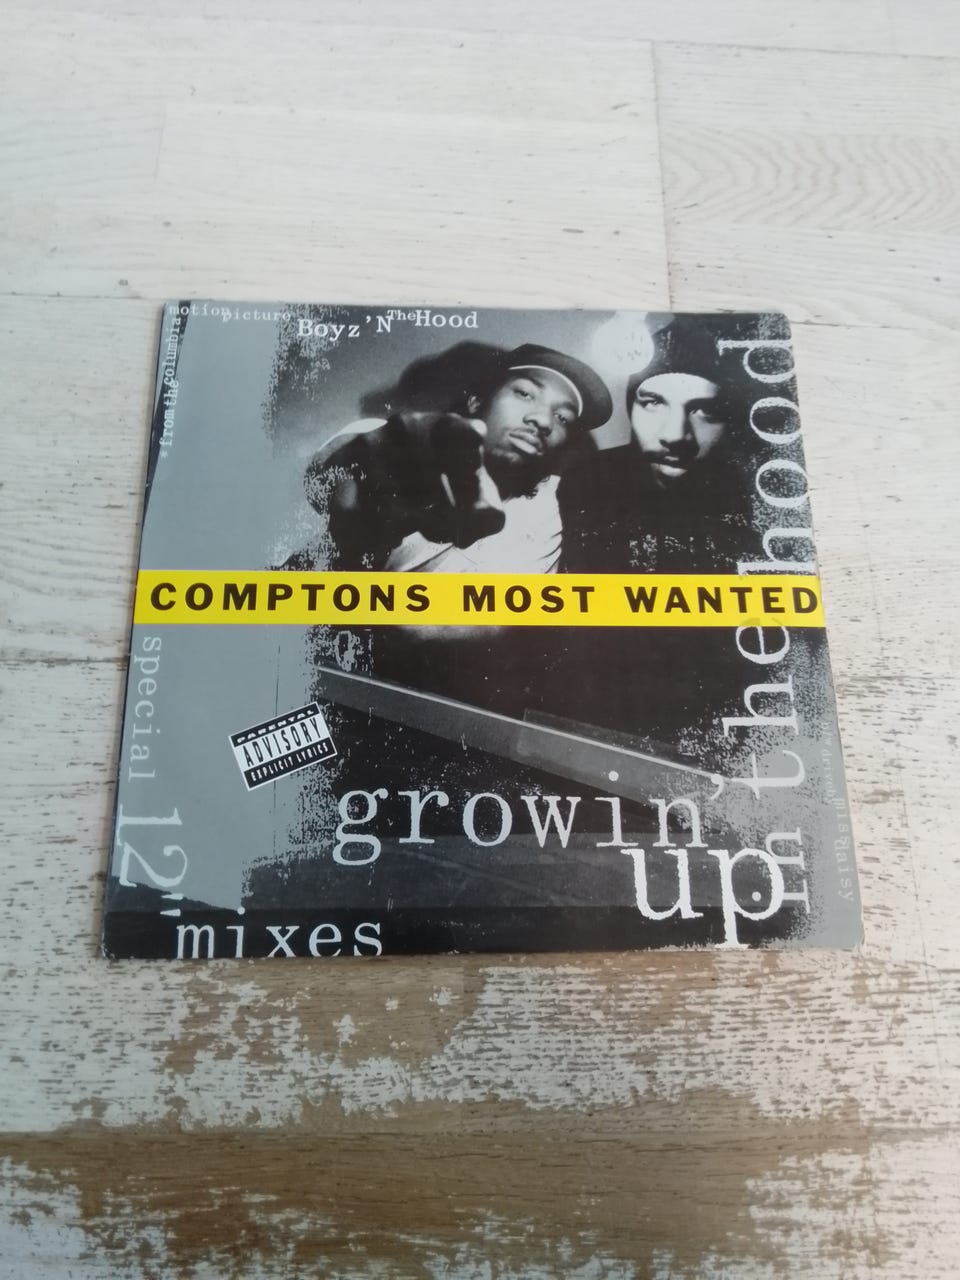 *from the columbia
motion picture
Boyz 'N The Hood
COMPTONS MOST WANTED
special 12" mixes
PARENTAL
ADVISORY
EXPLICIT LYRICS
growin'
up
in the hood